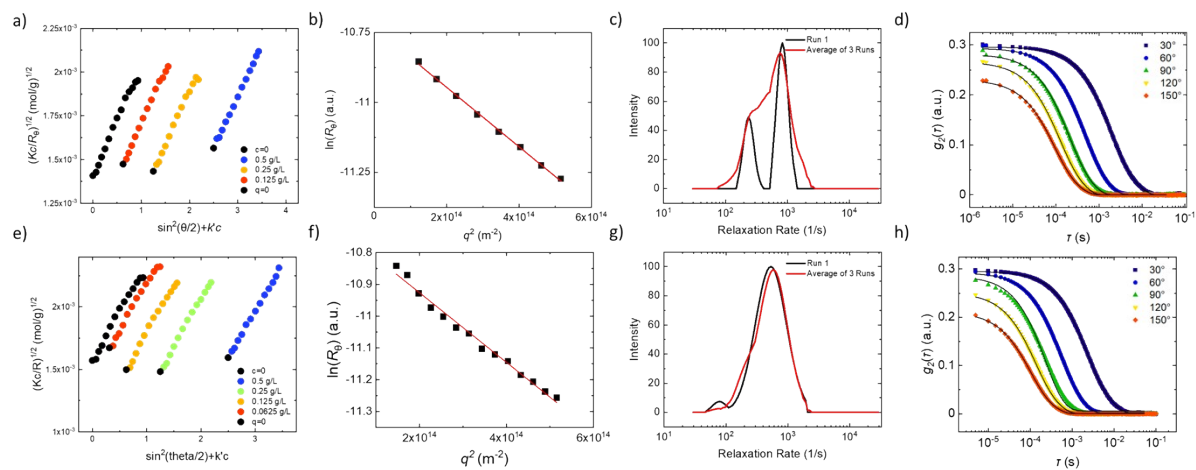 a)
2.25x10⁻³
2.00x10⁻³
1.75x10⁻³
1.50x10⁻³
1.25x10⁻³
(Kc/Rθ)^1/2 (mol/g)^1/2
c=0
0.5 g/L
0.25 g/L
0.125 g/L
q=0
0 1 2 3 4
sin²(θ/2)+k'c
b)
-10.75
-11
-11.25
ln(Rθ) (a.u.)
0 2x10¹⁴ 4x10¹⁴ 6x10¹⁴
q² (m⁻²)
c)
Run 1
Average of 3 Runs
100
80
60
40
20
0
Intensity
10¹ 10² 10³ 10⁴
Relaxation Rate (1/s)
d)
0.3
0.2
0.1
0.0
g₂(τ) (a.u.)
30°
60°
90°
120°
150°
10⁻⁶ 10⁻⁵ 10⁻⁴ 10⁻³ 10⁻² 10⁻¹
τ (s)
e)
2x10⁻³
2x10⁻³
1x10⁻³
(Kc/R)^1/2 (mol/g)^1/2
c=0
0.5 g/L
0.25 g/L
0.125 g/L
0.0625 g/L
q=0
0 1 2 3
sin²(theta/2)+k'c
f)
-10.8
-10.9
-11.0
-11.1
-11.2
-11.3
ln(Rθ) (a.u.)
2x10¹⁴ 4x10¹⁴ 6x10¹⁴
q² (m⁻²)
g)
Run 1
Average of 3 Runs
100
80
60
40
20
0
Intensity
10¹ 10² 10³ 10⁴
Relaxation Rate (1/s)
h)
0.3
0.2
0.1
0.0
g₂(τ) (a.u.)
30°
60°
90°
120°
150°
10⁻⁵ 10⁻⁴ 10⁻³ 10⁻² 10⁻¹
τ (s)